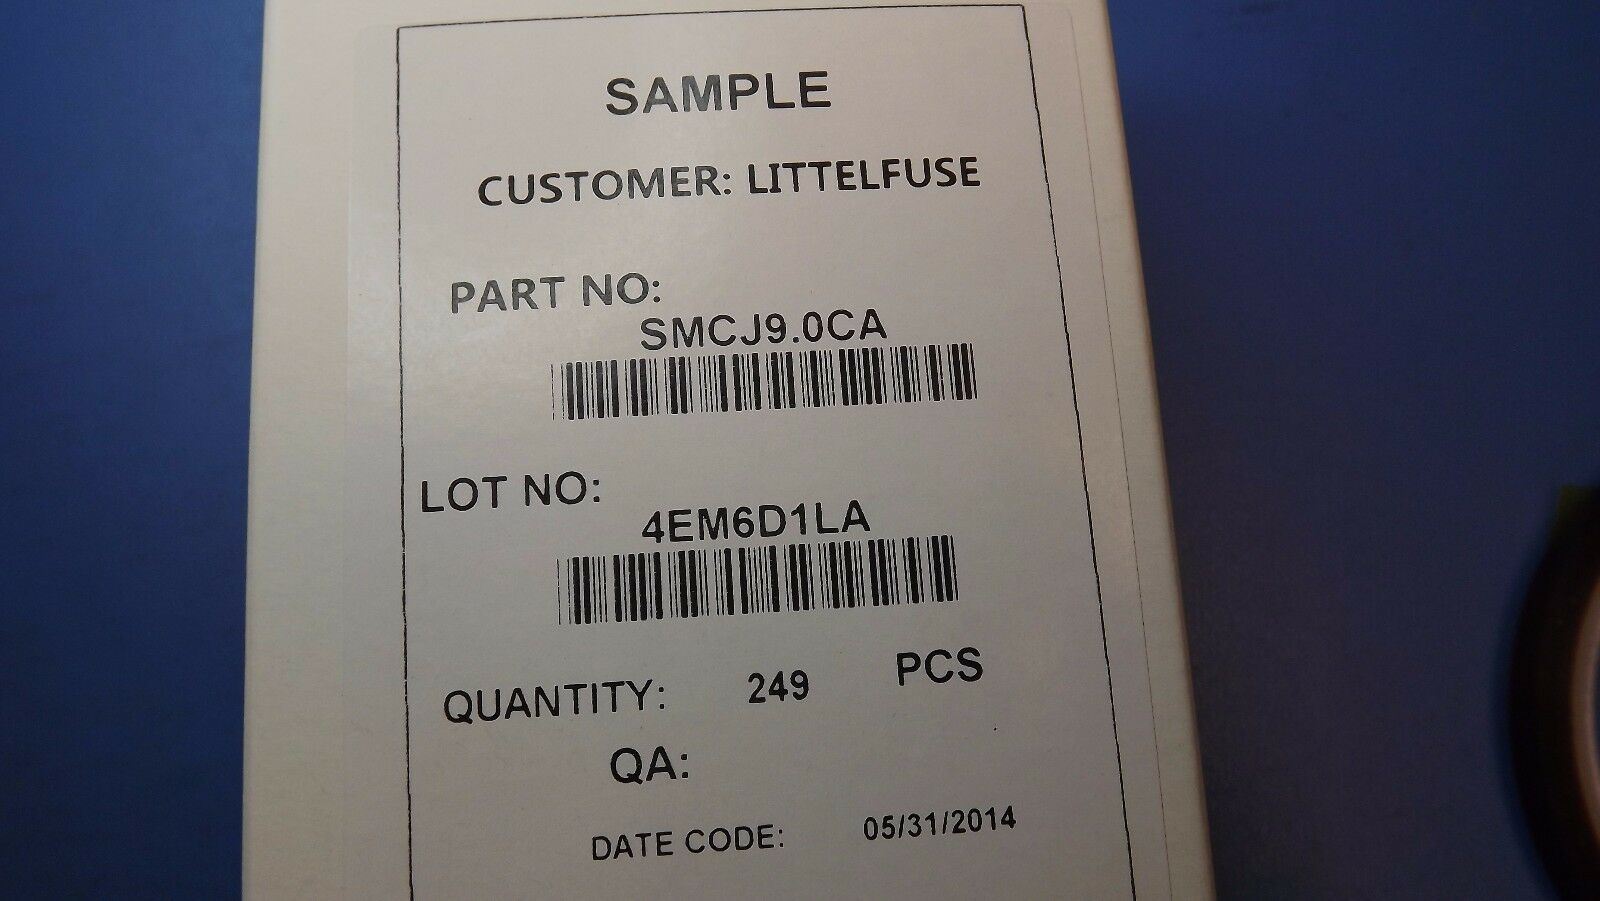 SAMPLE
CUSTOMER: LITTELFUSE
PART NO:
SMCJ9.0CA
LOT NO:
4EM6D1LA
QUANTITY: 249 PCS
QA:
DATE CODE: 05/31/2014